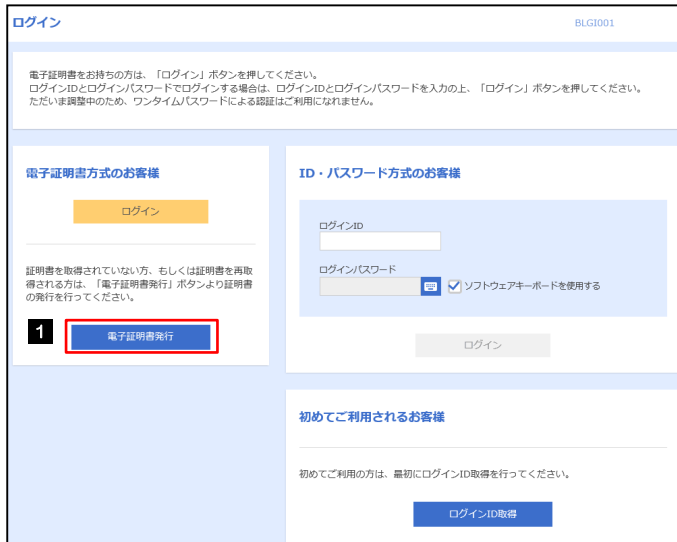 ログイン
BLGI001
電子証明書をお持ちの方は、「ログイン」ボタンを押してください。
ログインIDとログインパスワードでログインする場合は、ログインIDとログインパスワードを入力の上、「ログイン」ボタンを押してください。
ただいま調整中のため、ワンタイムパスワードによる認証はご利用になれません。
電子証明書方式のお客様
ログイン
証明書を取得されていない方、もしくは証明書を再取
得される方は、「電子証明書発行」ボタンより証明書
の発行を行ってください。
1
電子証明書発行
ID・パスワード方式のお客様
ログインID
ログインパスワード
ソフトウェアキーボードを使用する
ログイン
初めてご利用されるお客様
初めてご利用の方は、最初にログインID取得を行ってください。
ログインID取得